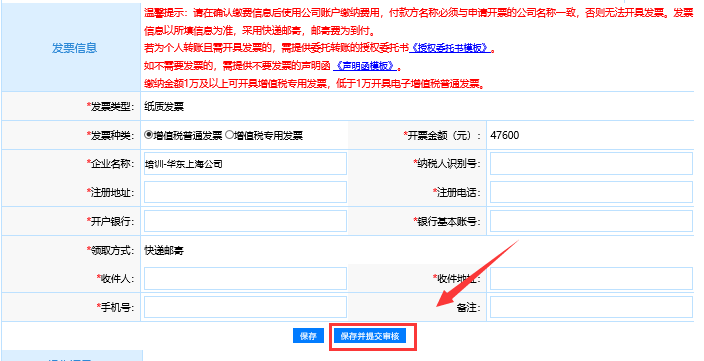 发票信息
温馨提示：请在确认缴费信息后使用公司账户缴纳费用，付款方名称必须与申请开票的公司名称一致，否则无法开具发票。发票
信息以所填信息为准，采用快递邮寄，邮寄费为到付。
若为个人转账且需开具发票的，需提供委托转账的授权委托书《授权委托书模板》。
如不需要发票的，需提供不要发票的声明函 《声明函模板》。
缴纳金额1万及以上可开具增值税专用发票，低于1万开具电子增值税普通发票。
*发票类型： 纸质发票
*发票种类： 增值税普通发票 增值税专用发票 *开票金额（元）： 47600
*企业名称： 培训-华东上海公司 *纳税人识别号：
*注册地址： *注册电话：
*开户银行： *银行基本账号：
*领取方式： 快递邮寄
*收件人： *收件地址：
*手机号： 备注：
保存 保存并提交审核